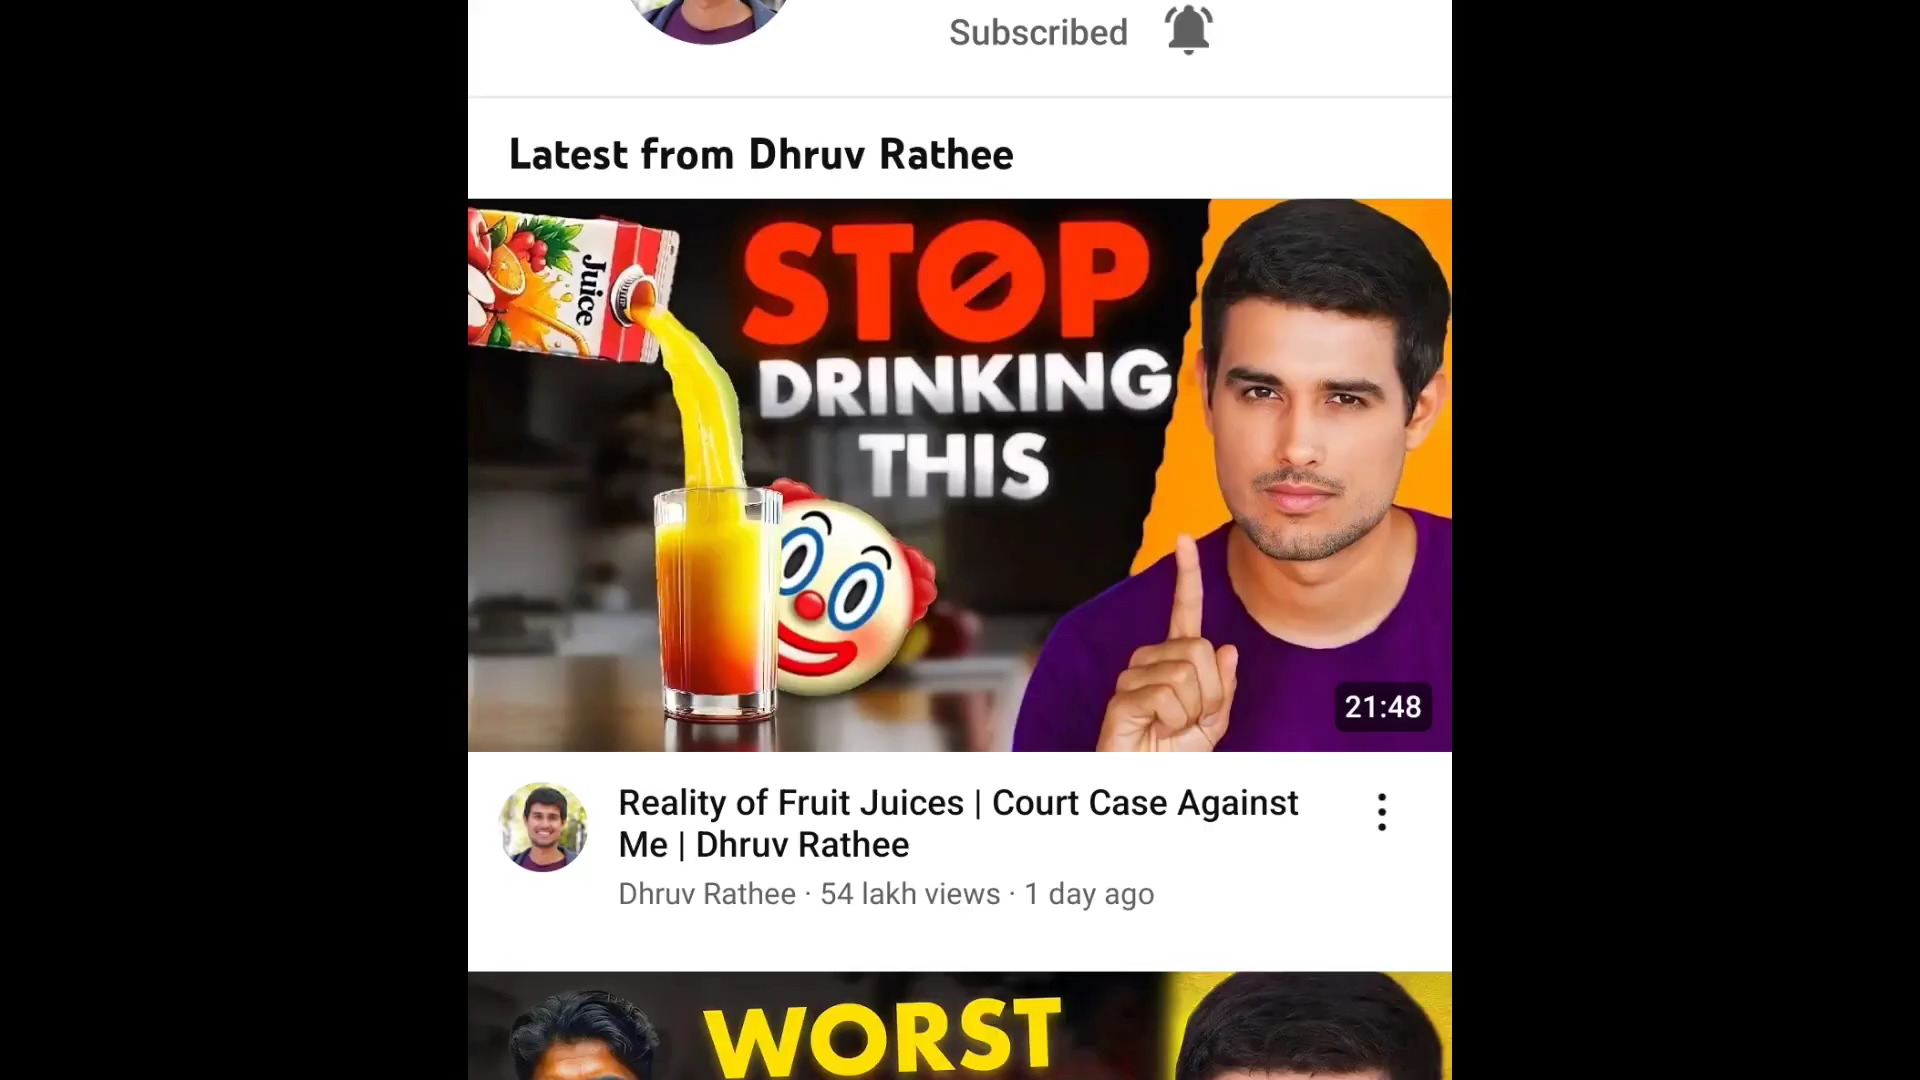 Subscribed
Latest from Dhruv Rathee
Juice
STOP
DRINKING
THIS
21:48
Reality of Fruit Juices | Court Case Against
Me | Dhruv Rathee
Dhruv Rathee · 54 lakh views · 1 day ago
WORST